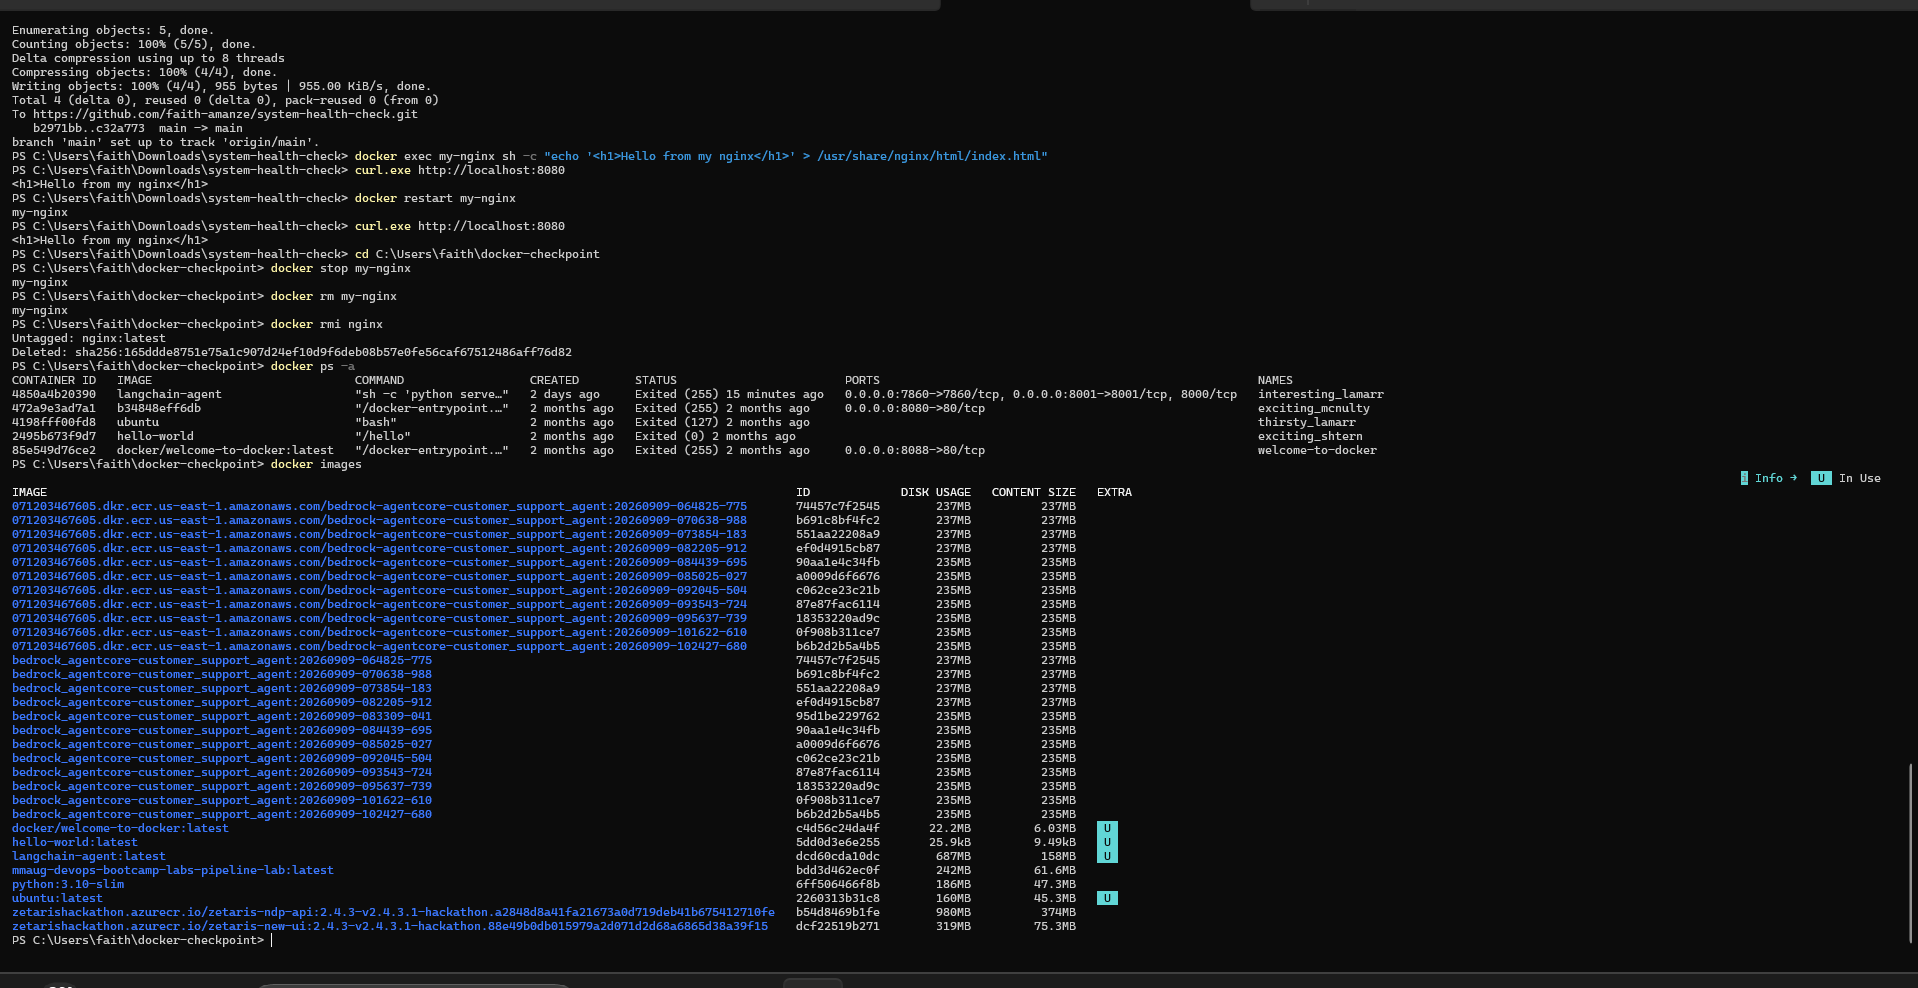 Enumerating objects: 5, done.
Counting objects: 100% (5/5), done.
Delta compression using up to 8 threads
Compressing objects: 100% (4/4), done.
Writing objects: 100% (4/4), 955 bytes | 955.00 KiB/s, done.
Total 4 (delta 0), reused 0 (delta 0), pack-reused 0 (from 0)
To https://github.com/faith-amanze/system-health-check.git
   b2971bb..c32a773  main -> main
branch 'main' set up to track 'origin/main'.
PS C:\Users\faith\Downloads\system-health-check> docker exec my-nginx sh -c "echo '<h1>Hello from my nginx</h1>' > /usr/share/nginx/html/index.html"
PS C:\Users\faith\Downloads\system-health-check> curl.exe http://localhost:8080
<h1>Hello from my nginx</h1>
PS C:\Users\faith\Downloads\system-health-check> docker restart my-nginx
my-nginx
PS C:\Users\faith\Downloads\system-health-check> curl.exe http://localhost:8080
<h1>Hello from my nginx</h1>
PS C:\Users\faith\Downloads\system-health-check> cd C:\Users\faith\docker-checkpoint
PS C:\Users\faith\docker-checkpoint> docker stop my-nginx
my-nginx
PS C:\Users\faith\docker-checkpoint> docker rm my-nginx
my-nginx
PS C:\Users\faith\docker-checkpoint> docker rmi nginx
Untagged: nginx:latest
Deleted: sha256:165ddde8751e75a1c907d24ef10d9f6deb08b57e0fe56caf67512486aff76d82
PS C:\Users\faith\docker-checkpoint> docker ps -a
CONTAINER ID   IMAGE                             COMMAND                  CREATED        STATUS                        PORTS                                                      NAMES
4850a4b20390   langchain-agent                   "sh -c 'python serve…"   2 days ago     Exited (255) 15 minutes ago   0.0.0.0:7860->7860/tcp, 0.0.0.0:8001->8001/tcp, 8000/tcp   interesting_lamarr
472a9e3ad7a1   b34848eff6db                      "/docker-entrypoint.…"   2 months ago   Exited (255) 2 months ago     0.0.0.0:8080->80/tcp                                       exciting_mcnulty
4198fff00fd8   ubuntu                            "bash"                   2 months ago   Exited (127) 2 months ago                                                                thirsty_lamarr
2495b673f9d7   hello-world                       "/hello"                 2 months ago   Exited (0) 2 months ago                                                                  exciting_shtern
85e549d76ce2   docker/welcome-to-docker:latest   "/docker-entrypoint.…"   2 months ago   Exited (255) 2 months ago     0.0.0.0:8088->80/tcp                                       welcome-to-docker
PS C:\Users\faith\docker-checkpoint> docker images
i Info →   U  In Use
IMAGE   ID   DISK USAGE   CONTENT SIZE   EXTRA
071203467605.dkr.ecr.us-east-1.amazonaws.com/bedrock-agentcore-customer_support_agent:20260909-064825-775   74457c7f2545   237MB   237MB
071203467605.dkr.ecr.us-east-1.amazonaws.com/bedrock-agentcore-customer_support_agent:20260909-070638-988   b691c8bf4fc2   237MB   237MB
071203467605.dkr.ecr.us-east-1.amazonaws.com/bedrock-agentcore-customer_support_agent:20260909-073854-183   551aa22208a9   237MB   237MB
071203467605.dkr.ecr.us-east-1.amazonaws.com/bedrock-agentcore-customer_support_agent:20260909-082205-912   ef0d4915cb87   237MB   237MB
071203467605.dkr.ecr.us-east-1.amazonaws.com/bedrock-agentcore-customer_support_agent:20260909-084439-695   90aa1e4c34fb   235MB   235MB
071203467605.dkr.ecr.us-east-1.amazonaws.com/bedrock-agentcore-customer_support_agent:20260909-085025-027   a0009d6f6676   235MB   235MB
071203467605.dkr.ecr.us-east-1.amazonaws.com/bedrock-agentcore-customer_support_agent:20260909-092045-504   c062ce23c21b   235MB   235MB
071203467605.dkr.ecr.us-east-1.amazonaws.com/bedrock-agentcore-customer_support_agent:20260909-093543-724   87e87fac6114   235MB   235MB
071203467605.dkr.ecr.us-east-1.amazonaws.com/bedrock-agentcore-customer_support_agent:20260909-095637-739   18353220ad9c   235MB   235MB
071203467605.dkr.ecr.us-east-1.amazonaws.com/bedrock-agentcore-customer_support_agent:20260909-101622-610   0f908b311ce7   235MB   235MB
071203467605.dkr.ecr.us-east-1.amazonaws.com/bedrock-agentcore-customer_support_agent:20260909-102427-680   b6b2d2b5a4b5   235MB   235MB
bedrock_agentcore-customer_support_agent:20260909-064825-775   74457c7f2545   237MB   237MB
bedrock_agentcore-customer_support_agent:20260909-070638-988   b691c8bf4fc2   237MB   237MB
bedrock_agentcore-customer_support_agent:20260909-073854-183   551aa22208a9   237MB   237MB
bedrock_agentcore-customer_support_agent:20260909-082205-912   ef0d4915cb87   237MB   237MB
bedrock_agentcore-customer_support_agent:20260909-083309-041   95d1be229762   235MB   235MB
bedrock_agentcore-customer_support_agent:20260909-084439-695   90aa1e4c34fb   235MB   235MB
bedrock_agentcore-customer_support_agent:20260909-085025-027   a0009d6f6676   235MB   235MB
bedrock_agentcore-customer_support_agent:20260909-092045-504   c062ce23c21b   235MB   235MB
bedrock_agentcore-customer_support_agent:20260909-093543-724   87e87fac6114   235MB   235MB
bedrock_agentcore-customer_support_agent:20260909-095637-739   18353220ad9c   235MB   235MB
bedrock_agentcore-customer_support_agent:20260909-101622-610   0f908b311ce7   235MB   235MB
bedrock_agentcore-customer_support_agent:20260909-102427-680   b6b2d2b5a4b5   235MB   235MB
docker/welcome-to-docker:latest   c4d56c24da4f   22.2MB   6.03MB   U
hello-world:latest   5dd0d3e6e255   25.9kB   9.49kB   U
langchain-agent:latest   dcd60cda10dc   687MB   158MB   U
mmaug-devops-bootcamp-labs-pipeline-lab:latest   bdd3d462ec0f   242MB   61.6MB
python:3.10-slim   6ff506466f8b   186MB   47.3MB
ubuntu:latest   2260313b31c8   160MB   45.3MB   U
zetarishackathon.azurecr.io/zetaris-ndp-api:2.4.3-v2.4.3.1-hackathon.a2848d8a41fa21673a0d719deb41b675412710fe   b54d8469b1fe   980MB   374MB
zetarishackathon.azurecr.io/zetaris-new-ui:2.4.3-v2.4.3.1-hackathon.88e49b0db015979a2d071d2d68a6865d38a39f15   dcf22519b271   319MB   75.3MB
PS C:\Users\faith\docker-checkpoint>